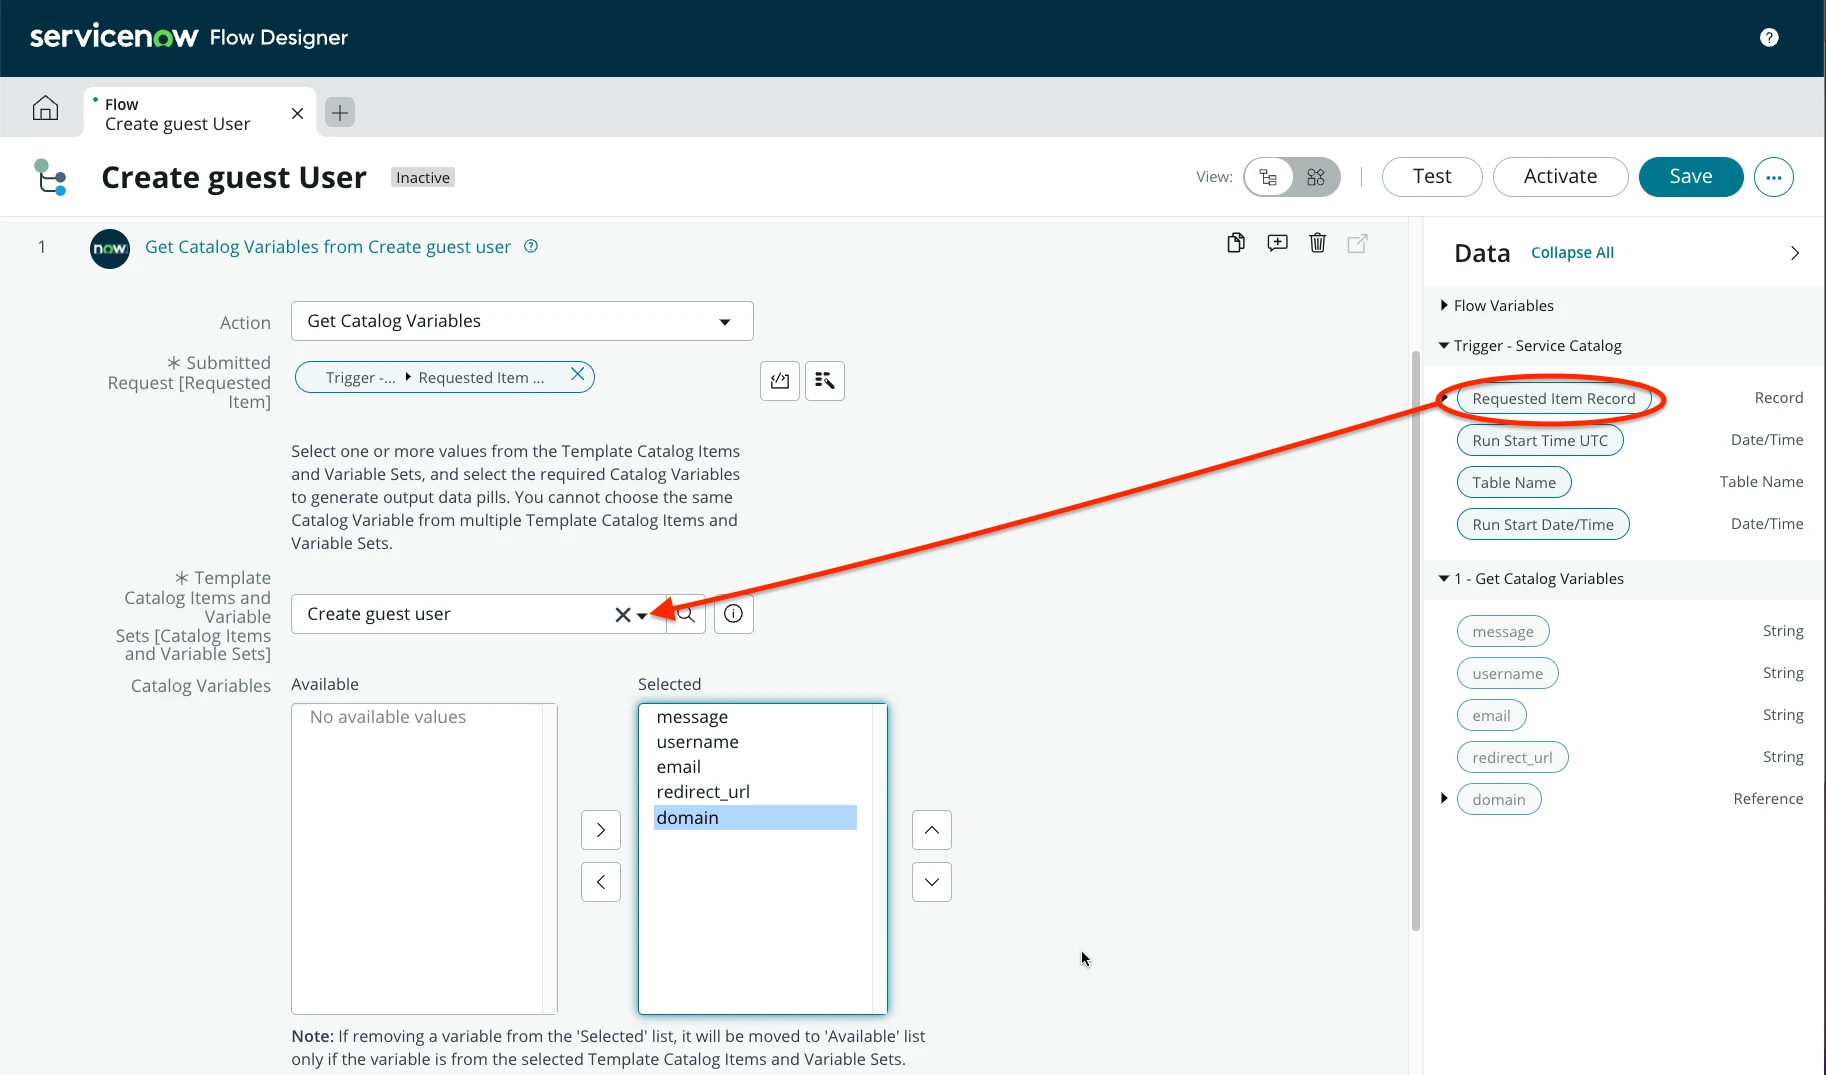 servicenow Flow Designer
?
Flow
Create guest User
Create guest User
Inactive
View:
Test
Activate
Save
1
now
Get Catalog Variables from Create guest user
?
Action
Get Catalog Variables
Submitted
Request [Requested
Item]
Trigger -...
Requested Item ...
Select one or more values from the Template Catalog Items
and Variable Sets, and select the required Catalog Variables
to generate output data pills. You cannot choose the same
Catalog Variable from multiple Template Catalog Items and
Variable Sets.
Template
Catalog Items and
Variable
Sets [Catalog Items
and Variable Sets]
Create guest user
Catalog Variables
Available
No available values
Selected
message
username
email
redirect_url
domain
Note: If removing a variable from the 'Selected' list, it will be moved to 'Available' list
only if the variable is from the selected Template Catalog Items and Variable Sets.
Data
Collapse All
Flow Variables
Trigger - Service Catalog
Requested Item Record
Record
Run Start Time UTC
Date/Time
Table Name
Table Name
Run Start Date/Time
Date/Time
1 - Get Catalog Variables
message
String
username
String
email
String
redirect_url
String
domain
Reference